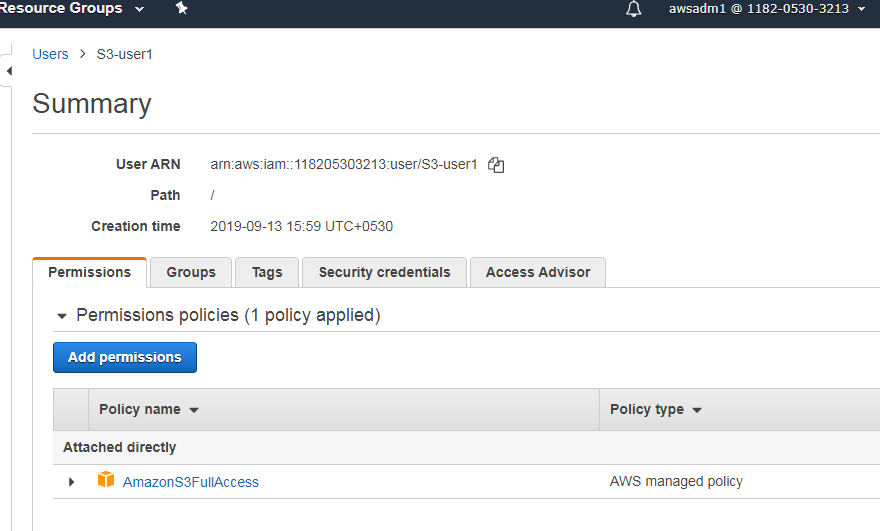 Resource Groups awsadm1 @ 1182-0530-3213
Users > S3-user1
Summary
User ARN arn:aws:iam::118205303213:user/S3-user1
Path /
Creation time 2019-09-13 15:59 UTC+0530
Permissions Groups Tags Security credentials Access Advisor
Permissions policies (1 policy applied)
Add permissions
Policy name Policy type
Attached directly
AmazonS3FullAccess AWS managed policy